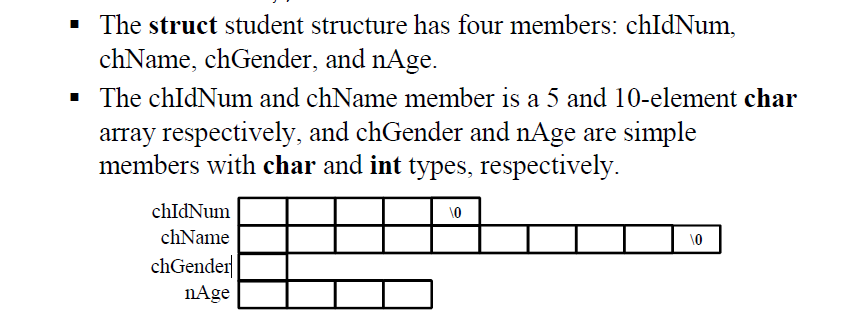 ▪ The struct student structure has four members: chIdNum,
chName, chGender, and nAge.
▪ The chIdNum and chName member is a 5 and 10-element char
array respectively, and chGender and nAge are simple
members with char and int types, respectively.
chIdNum \0
chName \0
chGender
nAge